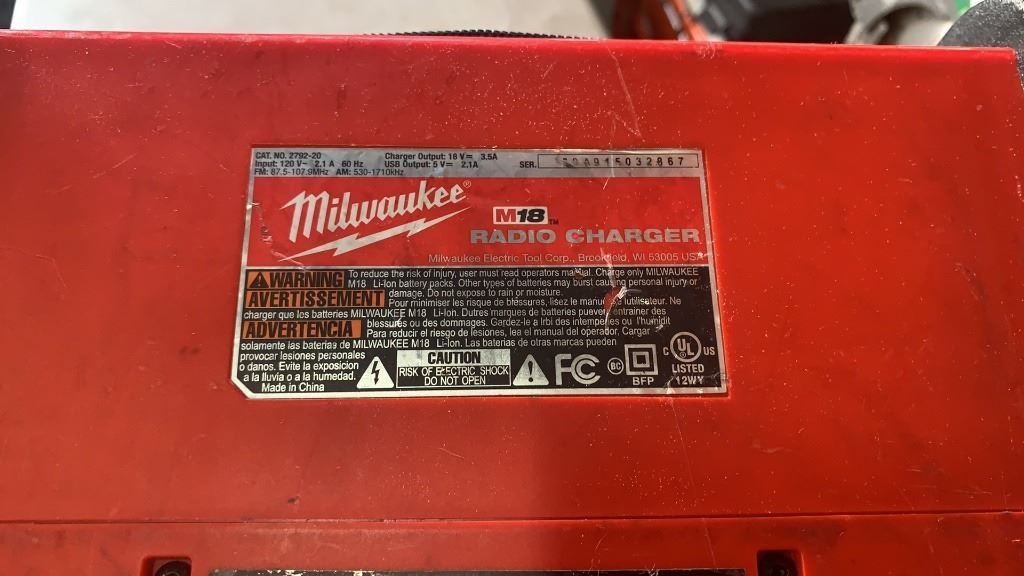 CAT. NO. 2792-20
Input: 120 V~ 2.1 A 60 Hz
FM: 87.5-107.9MHz AM: 530-1710kHz
Charger Output: 18 V⎓ 3.5A
USB Output: 5 V⎓ 2.1A
SER.
Milwaukee®
M18™
RADIO CHARGER
Milwaukee Electric Tool Corp., Brookfield, WI 53005 USA
WARNING To reduce the risk of injury, user must read operators manual. Charge only MILWAUKEE
M18 Li-Ion battery packs. Other types of batteries may burst causing personal injury or
damage. Do not expose to rain or moisture.
AVERTISSEMENT Pour minimiser les risques de blessures, lisez le manuel de utilisateur. Ne
charger que los batteries MILWAUKEE M18 Li-Ion. Dutres marques de batteries peuvent entrainer des
blessures ou des dommages. Gardez-le a lrbi des intemperies ou l'humidit
ADVERTENCIA Para reducir el riesgo de lesiones, lea el manual del operador. Cargar
solamente las baterias de MILWAUKEE M18 Li-Ion. Las baterias de otras marcas pueden
provocar lesiones personales
o danos. Evite la exposicion
a la lluvia o a la humedad.
Made in China
CAUTION
RISK OF ELECTRIC SHOCK
DO NOT OPEN
FC
BC
BFP
C UL US
LISTED
12WY